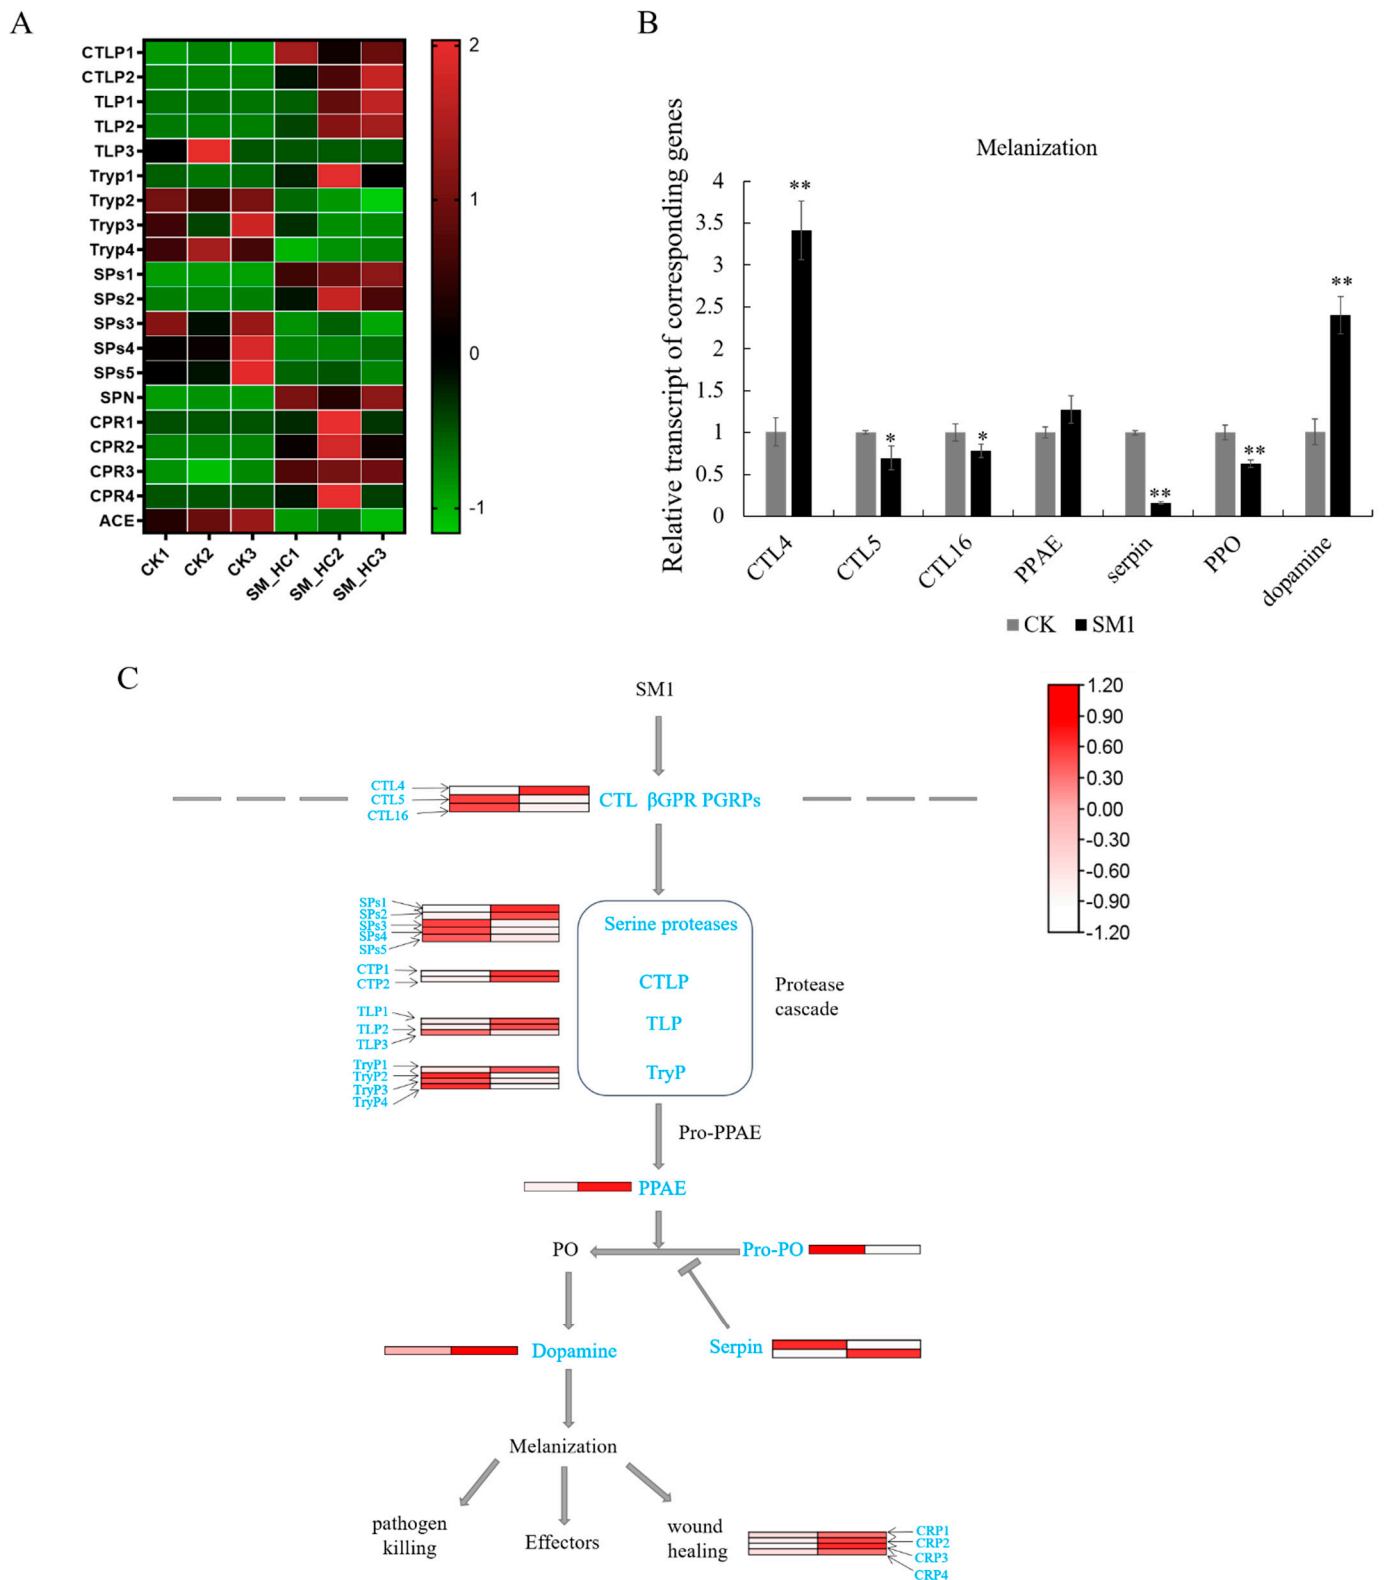 A
CTLP1
CTLP2
TLP1
TLP2
TLP3
Tryp1
Tryp2
Tryp3
Tryp4
SPs1
SPs2
SPs3
SPs4
SPs5
SPN
CPR1
CPR2
CPR3
CPR4
ACE
CK1
CK2
CK3
SM_HC1
SM_HC2
SM_HC3
2
1
0
-1
B
Melanization
Relative transcript of corresponding genes
4
3.5
3
2.5
2
1.5
1
0.5
0
**
*
*
**
**
**
CTL4
CTL5
CTL16
PPAE
serpin
PPO
dopamine
CK SM1
C
SM1
CTL4
CTL5
CTL16
CTL βGPR PGRPs
1.20
0.90
0.60
0.30
0.00
-0.30
-0.60
-0.90
-1.20
SPs1
SPs2
SPs3
SPs4
SPs5
CTP1
CTP2
TLP1
TLP2
TLP3
TryP1
TryP2
TryP3
TryP4
Serine proteases
CTLP
TLP
TryP
Protease
cascade
Pro-PPAE
PPAE
PO
Pro-PO
Dopamine
Serpin
Melanization
pathogen
killing
Effectors
wound
healing
CRP1
CRP2
CRP3
CRP4